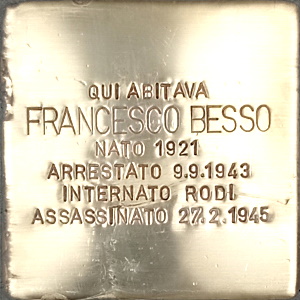 QUI ABITAVA
FRANCESCO BESSO
NATO 1921
ARRESTATO 9.9.1943
INTERNATO RODI
ASSASSINATO 27.2.1945